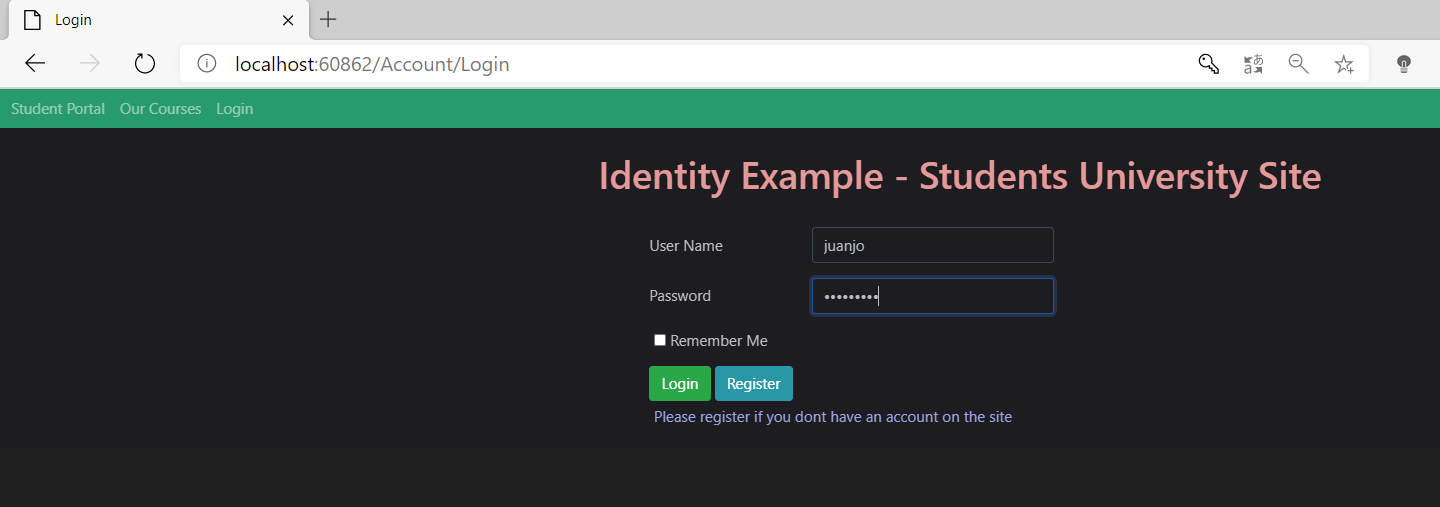 Login
localhost:60862/Account/Login
Student Portal Our Courses Login
Identity Example - Students University Site
User Name juanjo
Password •••••••••
Remember Me
Login Register
Please register if you dont have an account on the site